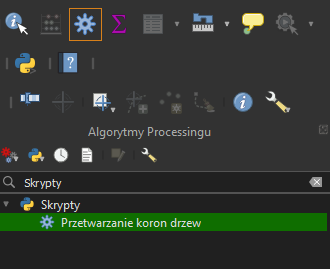 Algorytmy Processingu
Skrypty
Skrypty
Przetwarzanie koron drzew